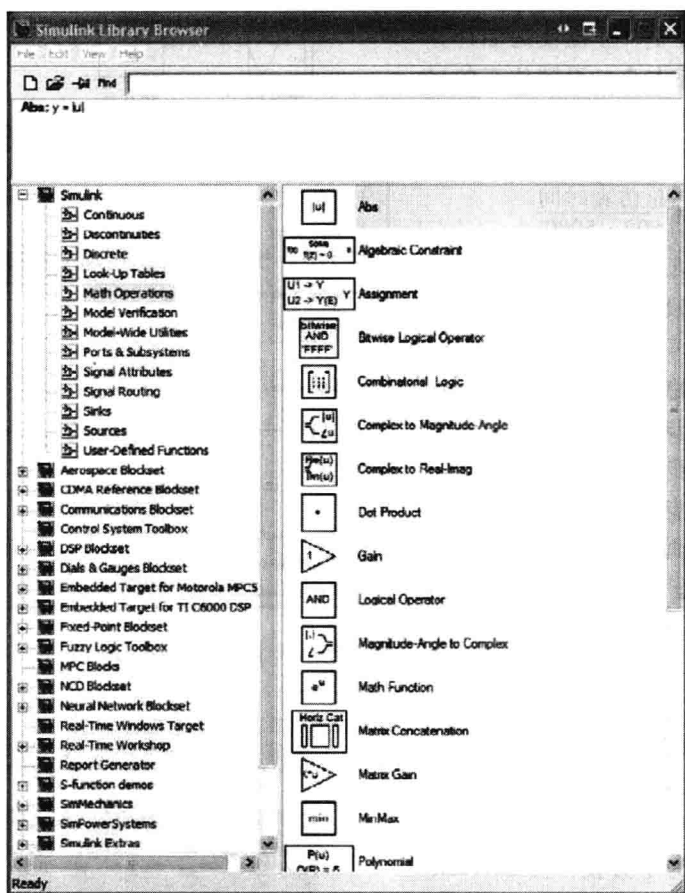 Simulink Library Browser
File Edit View Help
Find
Abs: y = |u|
Simulink
Continuous
Discontinuities
Discrete
Look-Up Tables
Math Operations
Model Verification
Model-Wide Utilities
Ports & Subsystems
Signal Attributes
Signal Routing
Sinks
Sources
User-Defined Functions
Aerospace Blockset
CDMA Reference Blockset
Communications Blockset
Control System Toolbox
DSP Blockset
Dials & Gauges Blockset
Embedded Target for Motorola MPC5
Embedded Target for TI C6000 DSP
Fixed-Point Blockset
Fuzzy Logic Toolbox
MPC Blocks
NCD Blockset
Neural Network Blockset
Real-Time Windows Target
Real-Time Workshop
Report Generator
S-function demos
SimMechanics
SimPowerSystems
Simulink Extras
|u| Abs
Solve
f(z) = 0
Algebraic Constraint
U1 -> Y
U2 -> Y(E) Y
Assignment
bitwise
AND
'FFFF'
Bitwise Logical Operator
Combinatorial Logic
|u|
∠u
Complex to Magnitude-Angle
Re(u)
Im(u)
Complex to Real-Imag
Dot Product
1 Gain
AND Logical Operator
Magnitude-Angle to Complex
e^u Math Function
Horiz Cat
Matrix Concatenation
Matrix Gain
min MinMax
P(u)
O(P) = 5
Polynomial
Ready